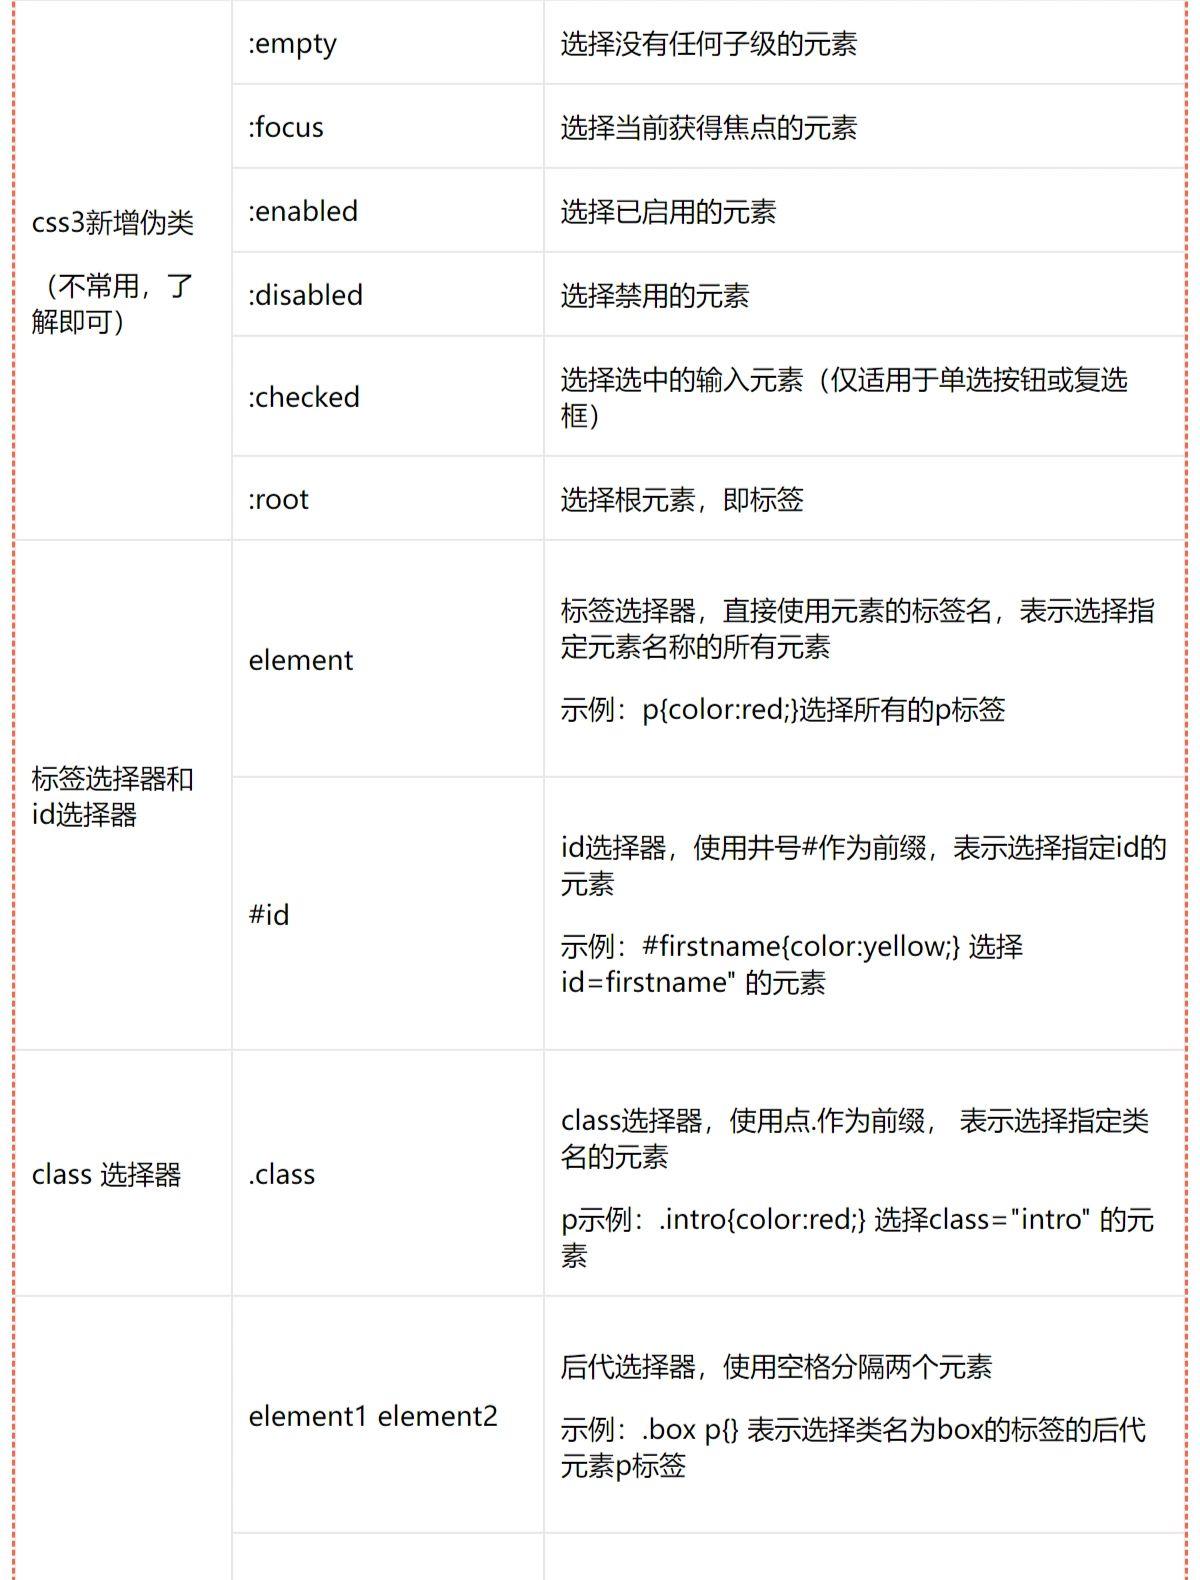 :empty
选择没有任何子级的元素
:focus
选择当前获得焦点的元素
css3新增伪类
（不常用，了
解即可）
:enabled
选择已启用的元素
:disabled
选择禁用的元素
:checked
选择选中的输入元素（仅适用于单选按钮或复选
框）
:root
选择根元素，即标签
标签选择器和
id选择器
element
标签选择器，直接使用元素的标签名，表示选择指
定元素名称的所有元素
示例：p{color:red;}选择所有的p标签
#id
id选择器，使用井号#作为前缀，表示选择指定id的
元素
示例：#firstname{color:yellow;} 选择
id=firstname" 的元素
class 选择器
.class
class选择器，使用点.作为前缀， 表示选择指定类
名的元素
p示例：.intro{color:red;} 选择class="intro" 的元
素
element1 element2
后代选择器，使用空格分隔两个元素
示例：.box p{} 表示选择类名为box的标签的后代
元素p标签